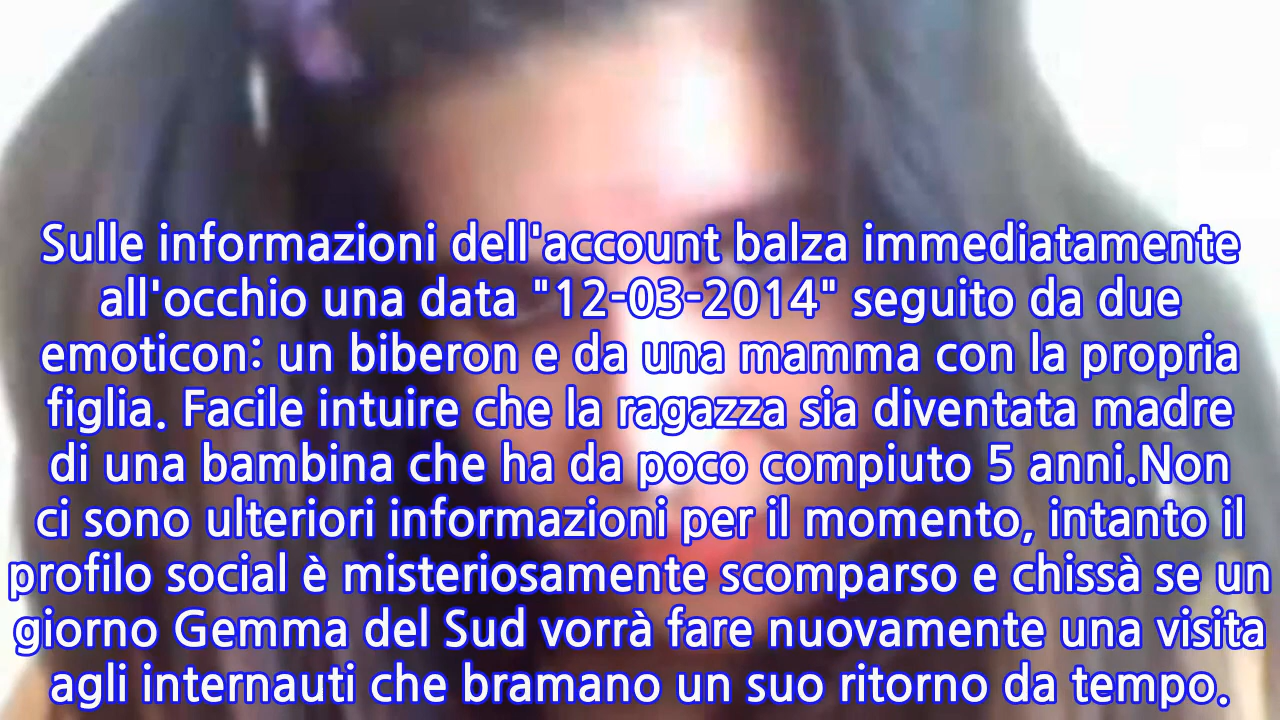 Sulle informazioni dell'account balza immediatamente
all'occhio una data "12-03-2014" seguito da due
emoticon: un biberon e da una mamma con la propria
figlia. Facile intuire che la ragazza sia diventata madre
di una bambina che ha da poco compiuto 5 anni.Non
ci sono ulteriori informazioni per il momento, intanto il
profilo social è misteriosamente scomparso e chissà se un
giorno Gemma del Sud vorrà fare nuovamente una visita
agli internauti che bramano un suo ritorno da tempo.